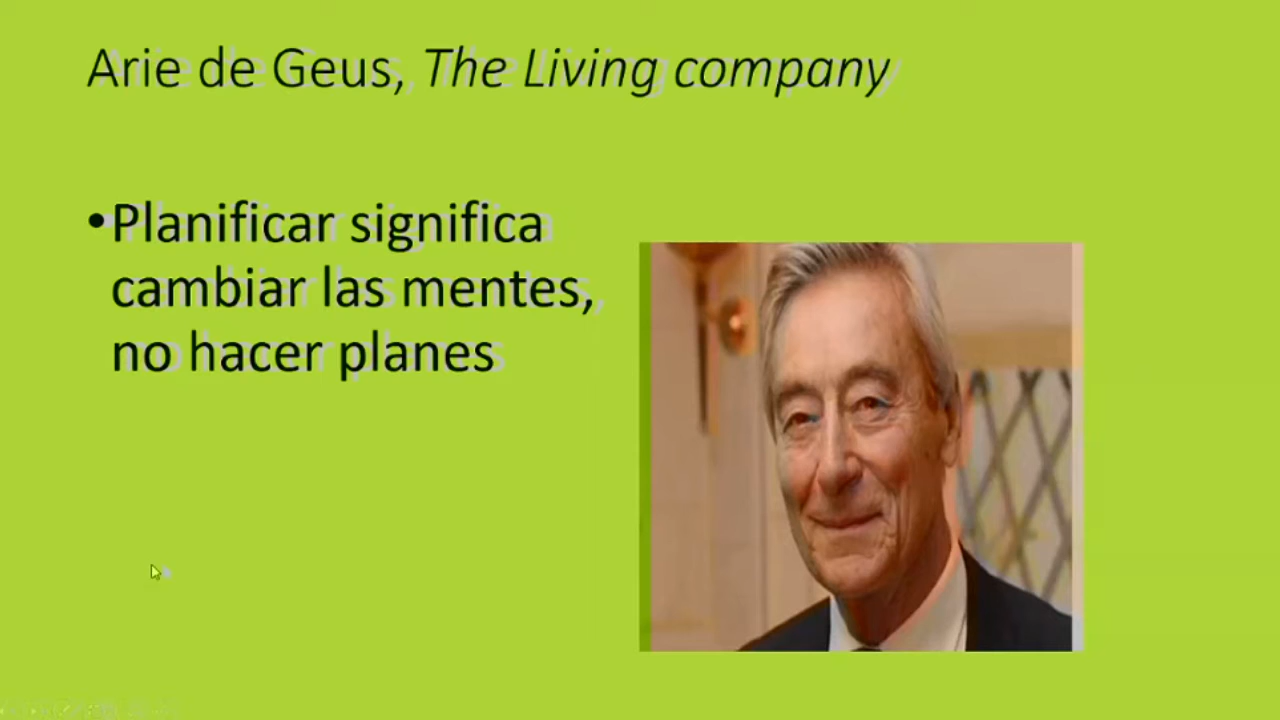 Arie de Geus, The Living company
•Planificar significa
cambiar las mentes,
no hacer planes